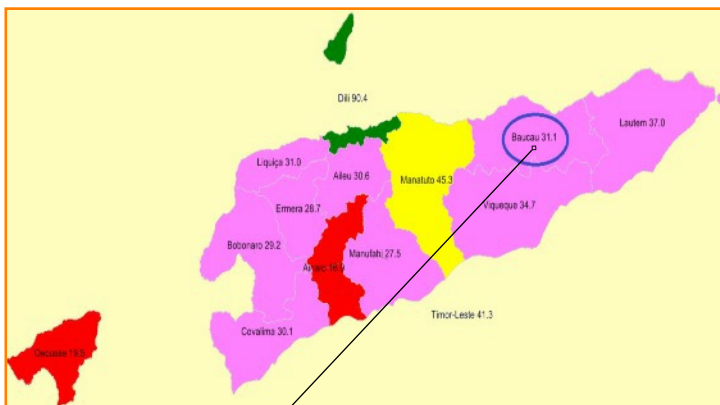 Dili 90.4
Lautem 37.0
Baucau 31.1
Liquiça 31.0
Aileu 30.6
Manatuto 45.3
Ermera 28.7
Viqueque 34.7
Bobonaro 29.2
Manufahi 27.5
Timor-Leste 41.3
Covalima 30.1